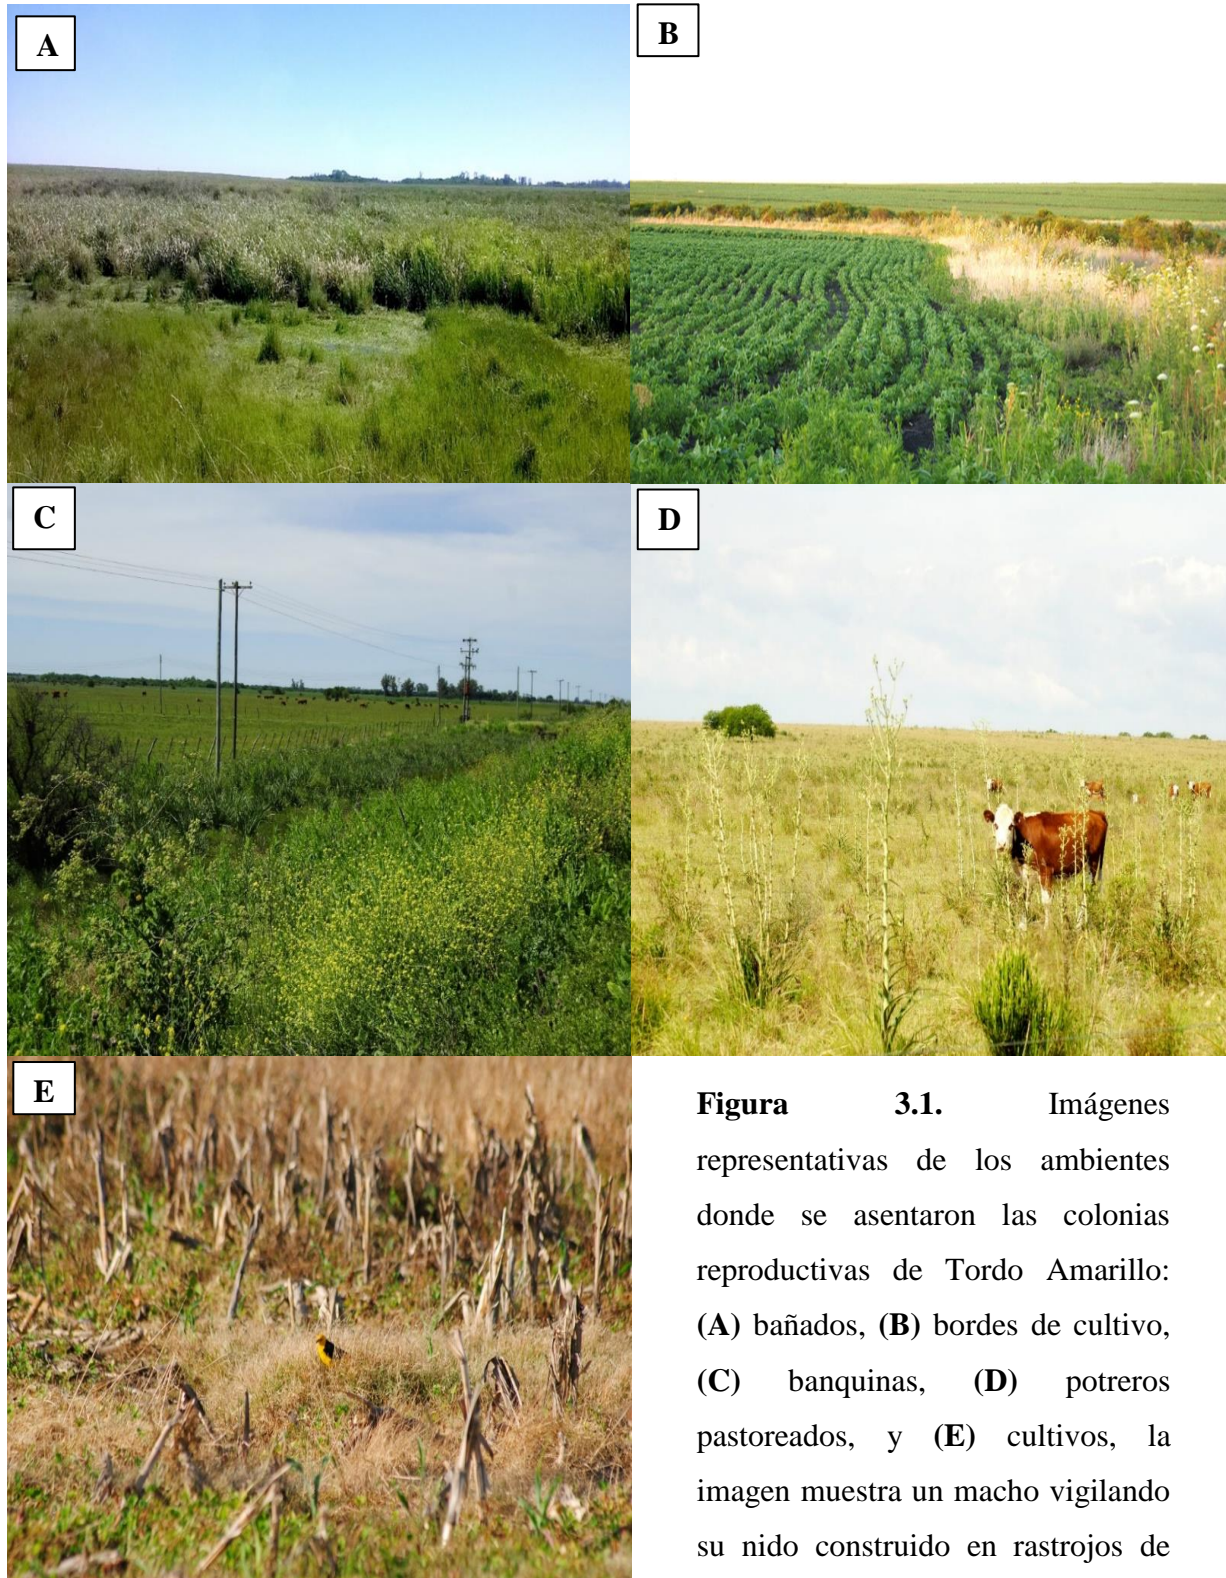 A
B
C
D
E
Figura 3.1. Imágenes
representativas de los ambientes
donde se asentaron las colonias
reproductivas de Tordo Amarillo:
(A) bañados, (B) bordes de cultivo,
(C) banquinas, (D) potreros
pastoreados, y (E) cultivos, la
imagen muestra un macho vigilando
su nido construido en rastrojos de